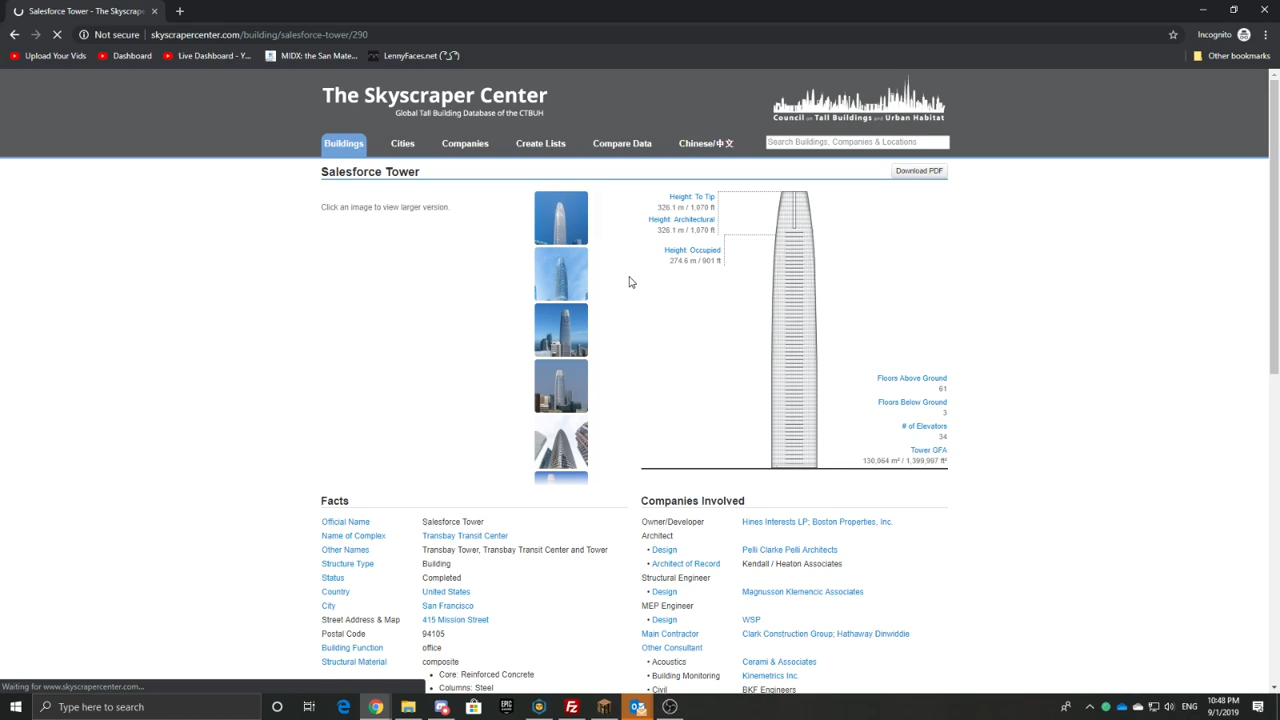 Salesforce Tower - The Skyscrape
Not secure | skyscrapercenter.com/building/salesforce-tower/290
Incognito
Upload Your Vids
Dashboard
Live Dashboard - Y...
MIDX: the San Mate...
LennyFaces.net
Other bookmarks
The Skyscraper Center
Global Tall Building Database of the CTBUH
Council on Tall Buildings and Urban Habitat
Buildings
Cities
Companies
Create Lists
Compare Data
Chinese/中文
Search Buildings, Companies & Locations
Salesforce Tower
Download PDF
Click an image to view larger version.
Height: To Tip
326.1 m / 1,070 ft
Height: Architectural
326.1 m / 1,070 ft
Height: Occupied
274.6 m / 901 ft
Floors Above Ground
61
Floors Below Ground
3
# of Elevators
34
Tower GFA
130,064 m² / 1,399,997 ft²
Facts
Official Name Salesforce Tower
Name of Complex Transbay Transit Center
Other Names Transbay Tower, Transbay Transit Center and Tower
Structure Type Building
Status Completed
Country United States
City San Francisco
Street Address & Map 415 Mission Street
Postal Code 94105
Building Function office
Structural Material composite
• Core: Reinforced Concrete
• Columns: Steel
Companies Involved
Owner/Developer Hines Interests LP; Boston Properties, Inc.
Architect
• Design Pelli Clarke Pelli Architects
• Architect of Record Kendall / Heaton Associates
Structural Engineer
• Design Magnusson Klemencic Associates
MEP Engineer
• Design WSP
Main Contractor Clark Construction Group; Hathaway Dinwiddie
Other Consultant
• Acoustics Cerami & Associates
• Building Monitoring Kinemetrics Inc.
• Civil BKF Engineers
Waiting for www.skyscrapercenter.com...
Type here to search
EPIC
ENG
10:48 PM
9/1/2019